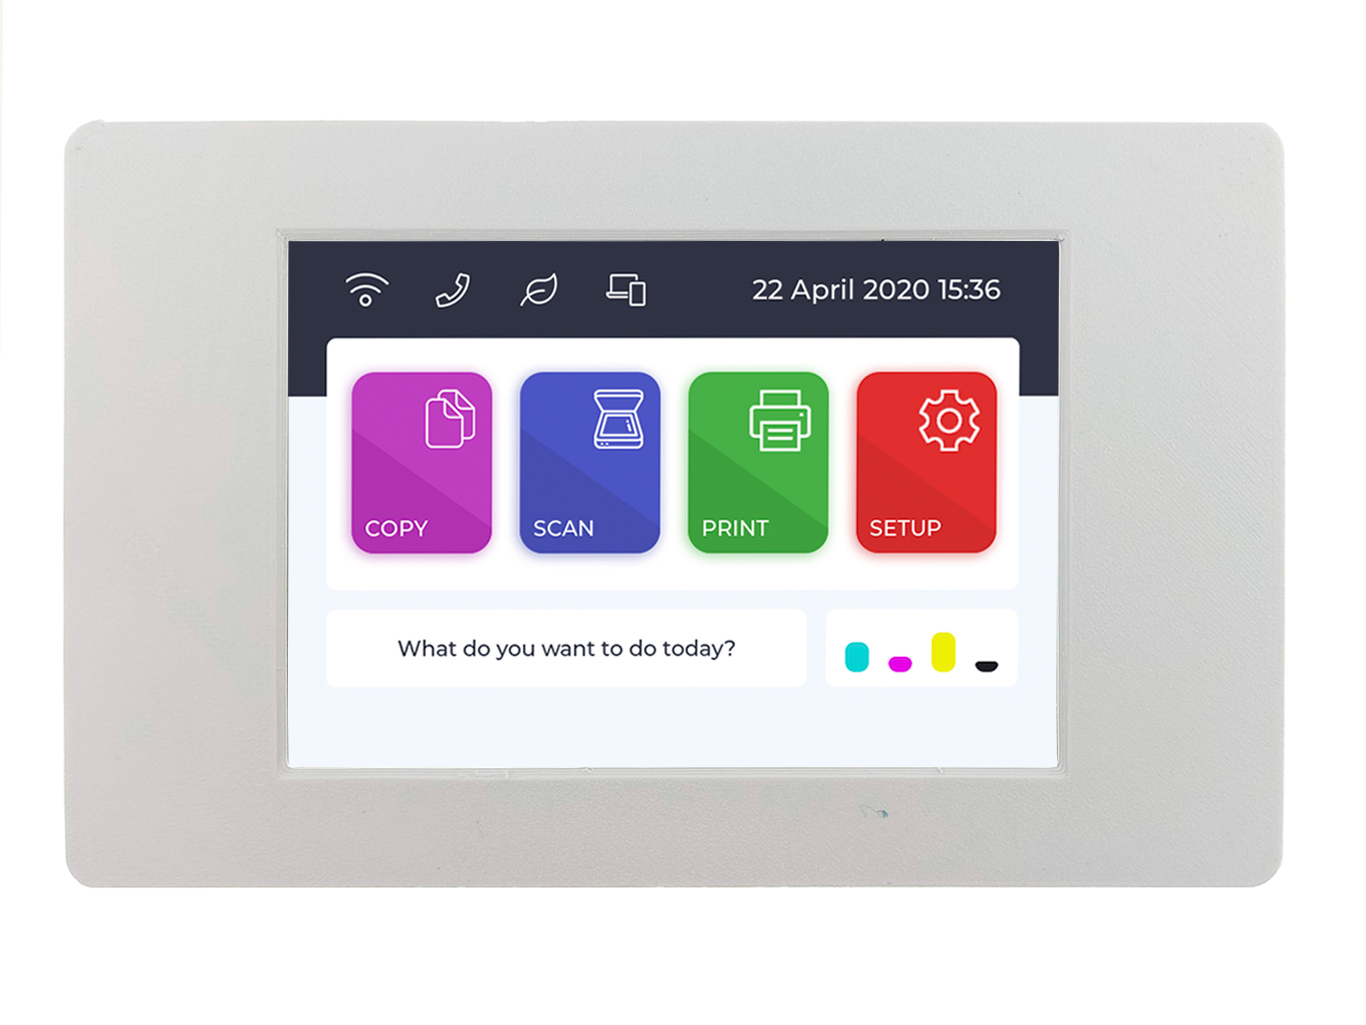 22 April 2020 15:36
COPY
SCAN
PRINT
SETUP
What do you want to do today?